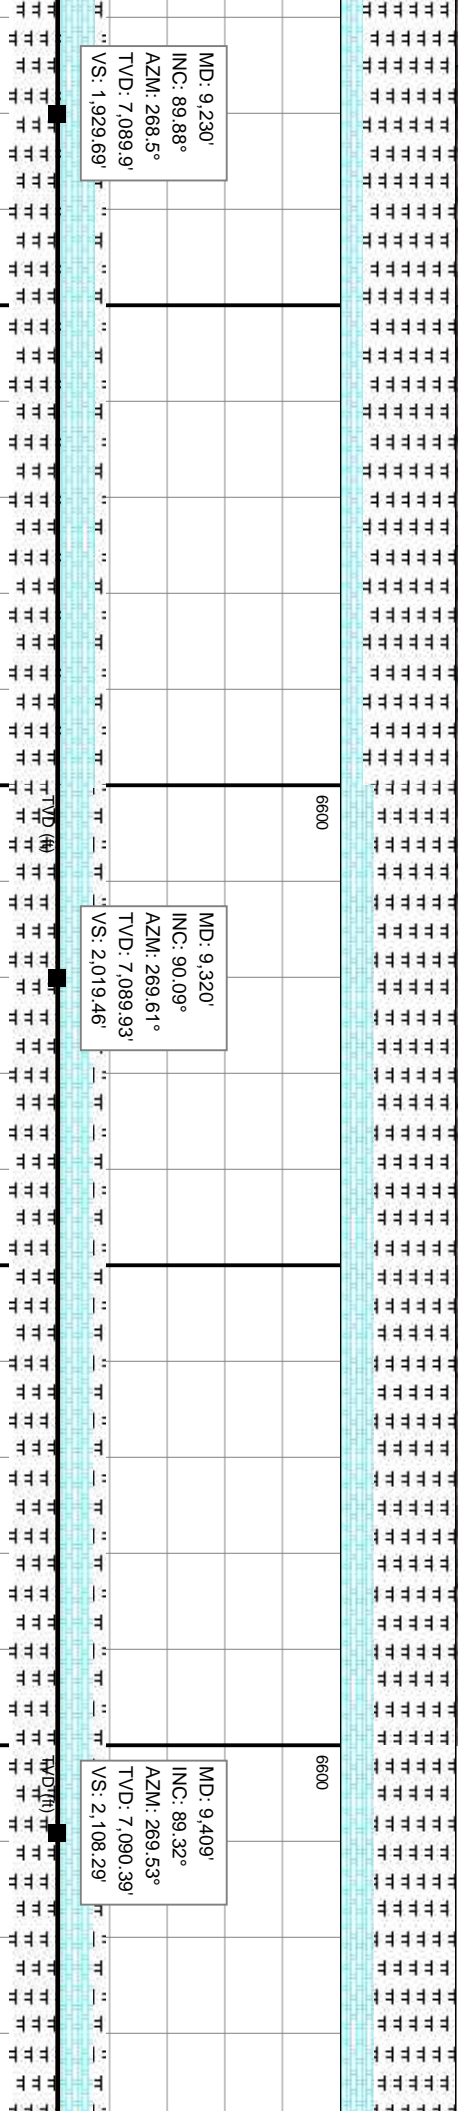 MD: 9,230'
INC: 89.88°
AZM: 268.5°
TVD: 7,089.9'
VS: 1,929.69'
6600
TVD (ft)
MD: 9,320'
INC: 90.09°
AZM: 269.61°
TVD: 7,089.93'
VS: 2,019.46'
6600
TVD (ft)
MD: 9,409'
INC: 89.32°
AZM: 269.53°
TVD: 7,090.39'
VS: 2,108.29'